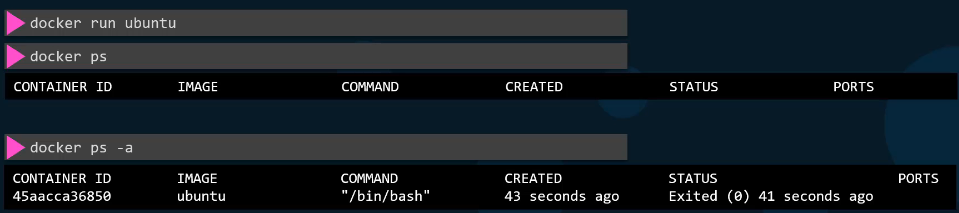 docker run ubuntu
docker ps
CONTAINER ID IMAGE COMMAND CREATED STATUS PORTS
docker ps -a
CONTAINER ID IMAGE COMMAND CREATED STATUS PORTS
45aacca36850 ubuntu "/bin/bash" 43 seconds ago Exited (0) 41 seconds ago